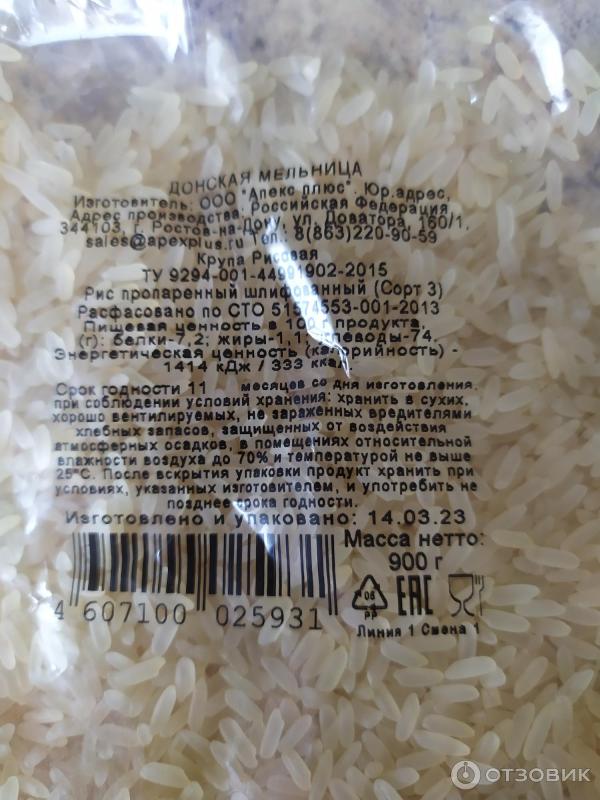 ДОНСКАЯ МЕЛЬНИЦА
Изготовитель: ООО "Апекс плюс". Юр.адрес,
Адрес производства. Российская Федерация
344103, г. Ростов-на-Дону, ул. Доватора, 160/1,
sales@apexplus.ru Тел.: 8(863)220-90-59
Крупа Рисовая
ТУ 9294-001-44991902-2015
Рис пропаренный шлифованный (Сорт 3)
Расфасовано по СТО 51574553-001-2013
Пищевая ценность в 100 г продукта,
(г): белки-7,2; жиры-1,1; углеводы-74.
Энергетическая ценность (калорийность) -
1414 кДж / 333 ккал.
Срок годности 11 месяцев со дня изготовления.
при соблюдении условий хранения: хранить в сухих,
хорошо вентилируемых, не зараженных вредителями
хлебных запасов, защищенных от воздействия
атмосферных осадков, в помещениях относительной
влажности воздуха до 70% и температурой не выше
25°С. После вскрытия упаковки продукт хранить при
условиях, указанных изготовителем, и употребить не
позднее срока годности.
Изготовлено и упаковано: 14.03.23
Масса нетто:
900 г
4 607100 025931
06
PP
EAC
Линия 1 Смена 1
ОТЗОВИК